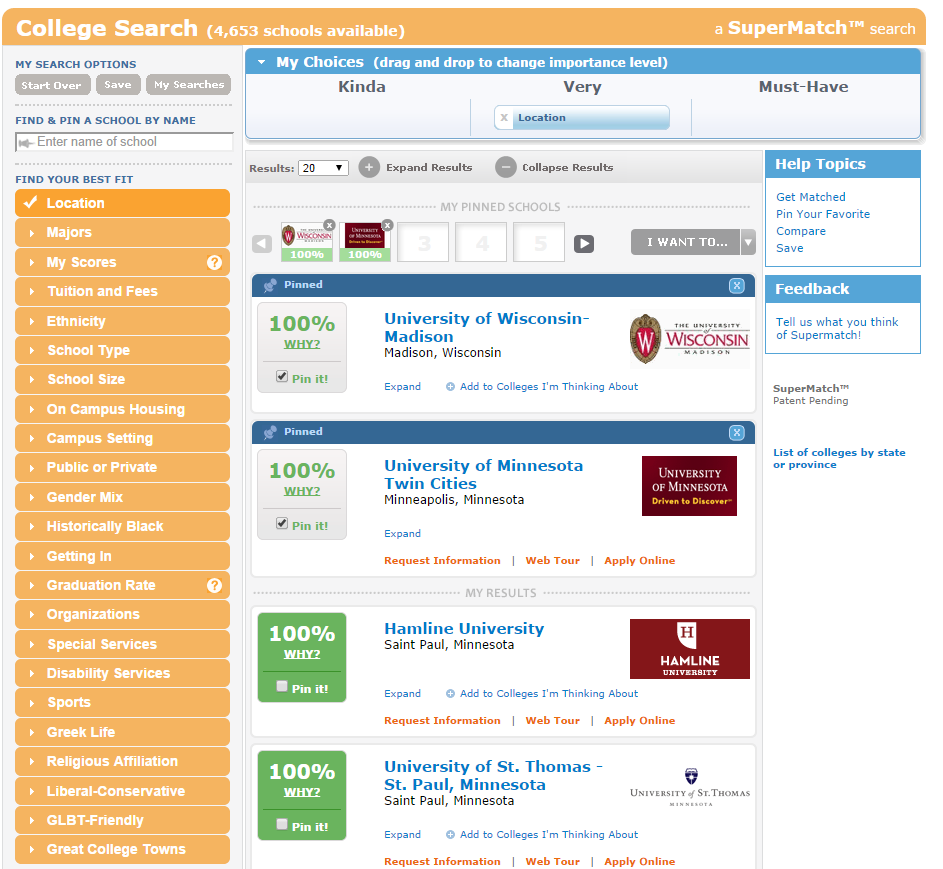 College Search (4,653 schools available)
a SuperMatch™ search
MY SEARCH OPTIONS
Start Over
Save
My Searches
FIND & PIN A SCHOOL BY NAME
Enter name of school
FIND YOUR BEST FIT
Location
Majors
My Scores ?
Tuition and Fees
Ethnicity
School Type
School Size
On Campus Housing
Campus Setting
Public or Private
Gender Mix
Historically Black
Getting In
Graduation Rate ?
Organizations
Special Services
Disability Services
Sports
Greek Life
Religious Affiliation
Liberal-Conservative
GLBT-Friendly
Great College Towns
My Choices (drag and drop to change importance level)
Kinda
Very
Must-Have
x Location
Results: 20
Expand Results
Collapse Results
MY PINNED SCHOOLS
x
THE UNIVERSITY
WISCONSIN
MADISON
100%
x
UNIVERSITY
OF MINNESOTA
Driven to Discover™
100%
3
4
5
I WANT TO...
Pinned
x
100%
WHY?
Pin it!
University of Wisconsin-
Madison
Madison, Wisconsin
Expand
Add to Colleges I'm Thinking About
W
THE UNIVERSITY
of
WISCONSIN
MADISON
Pinned
x
100%
WHY?
Pin it!
University of Minnesota
Twin Cities
Minneapolis, Minnesota
Expand
Request Information | Web Tour | Apply Online
UNIVERSITY
OF MINNESOTA
Driven to Discover™
MY RESULTS
100%
WHY?
Pin it!
Hamline University
Saint Paul, Minnesota
Expand
Add to Colleges I'm Thinking About
Request Information | Web Tour | Apply Online
H
HAMLINE
UNIVERSITY
100%
WHY?
Pin it!
University of St. Thomas -
St. Paul, Minnesota
Saint Paul, Minnesota
Expand
Add to Colleges I'm Thinking About
Request Information | Web Tour | Apply Online
UNIVERSITY of ST. THOMAS
MINNESOTA
Help Topics
Get Matched
Pin Your Favorite
Compare
Save
Feedback
Tell us what you think
of Supermatch!
SuperMatch™
Patent Pending
List of colleges by state
or province